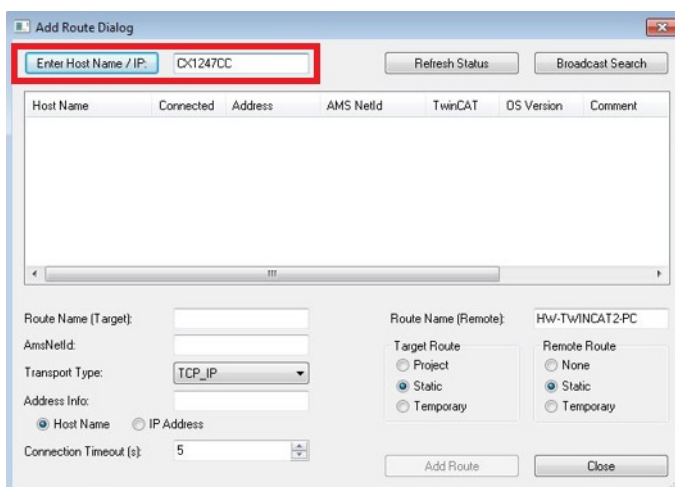 Add Route Dialog
Enter Host Name / IP: CX1247CC Refresh Status Broadcast Search
Host Name Connected Address AMS NetId TwinCAT OS Version Comment
Route Name (Target): Route Name (Remote): HW-TWINCAT2-PC
AmsNetId: Target Route Remote Route
Transport Type: TCP_IP Project None
Address Info: Static Static
Host Name IP Address Temporary Temporary
Connection Timeout (s): 5
Add Route Close